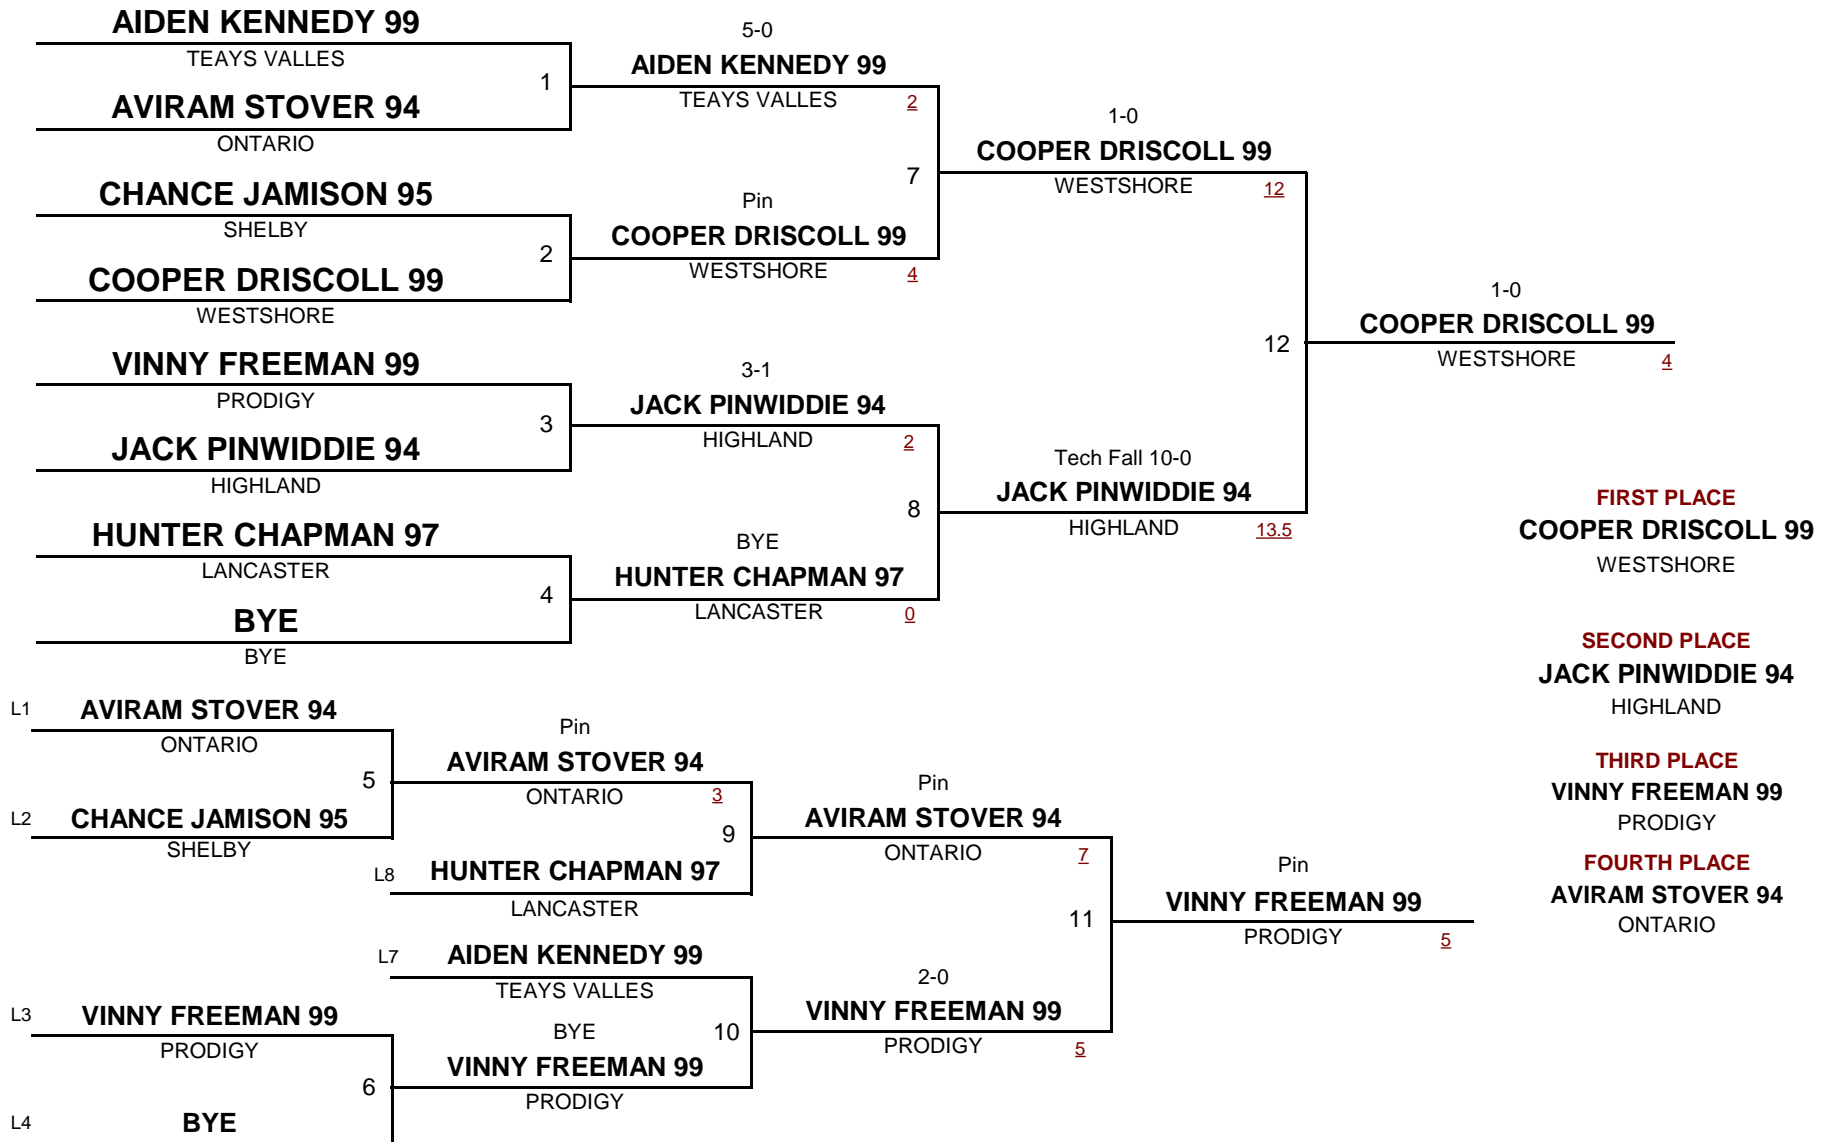 AIDEN KENNEDY 99
TEAYS VALLES
1
AVIRAM STOVER 94
ONTARIO
CHANCE JAMISON 95
SHELBY
2
COOPER DRISCOLL 99
WESTSHORE
VINNY FREEMAN 99
PRODIGY
3
JACK PINWIDDIE 94
HIGHLAND
HUNTER CHAPMAN 97
LANCASTER
4
BYE
BYE
5-0
AIDEN KENNEDY 99
TEAYS VALLES 2
7
Pin
COOPER DRISCOLL 99
WESTSHORE 4
3-1
JACK PINWIDDIE 94
HIGHLAND 2
8
BYE
HUNTER CHAPMAN 97
LANCASTER 0
1-0
COOPER DRISCOLL 99
WESTSHORE 12
12
Tech Fall 10-0
JACK PINWIDDIE 94
HIGHLAND 13.5
1-0
COOPER DRISCOLL 99
WESTSHORE 4
FIRST PLACE
COOPER DRISCOLL 99
WESTSHORE
SECOND PLACE
JACK PINWIDDIE 94
HIGHLAND
THIRD PLACE
VINNY FREEMAN 99
PRODIGY
FOURTH PLACE
AVIRAM STOVER 94
ONTARIO
L1 AVIRAM STOVER 94
ONTARIO
5
L2 CHANCE JAMISON 95
SHELBY
L3 VINNY FREEMAN 99
PRODIGY
6
L4 BYE
Pin
AVIRAM STOVER 94
ONTARIO 3
9
L8 HUNTER CHAPMAN 97
LANCASTER
L7 AIDEN KENNEDY 99
TEAYS VALLES
BYE 10
VINNY FREEMAN 99
PRODIGY
Pin
AVIRAM STOVER 94
ONTARIO 7
11
2-0
VINNY FREEMAN 99
PRODIGY 5
Pin
VINNY FREEMAN 99
PRODIGY 5